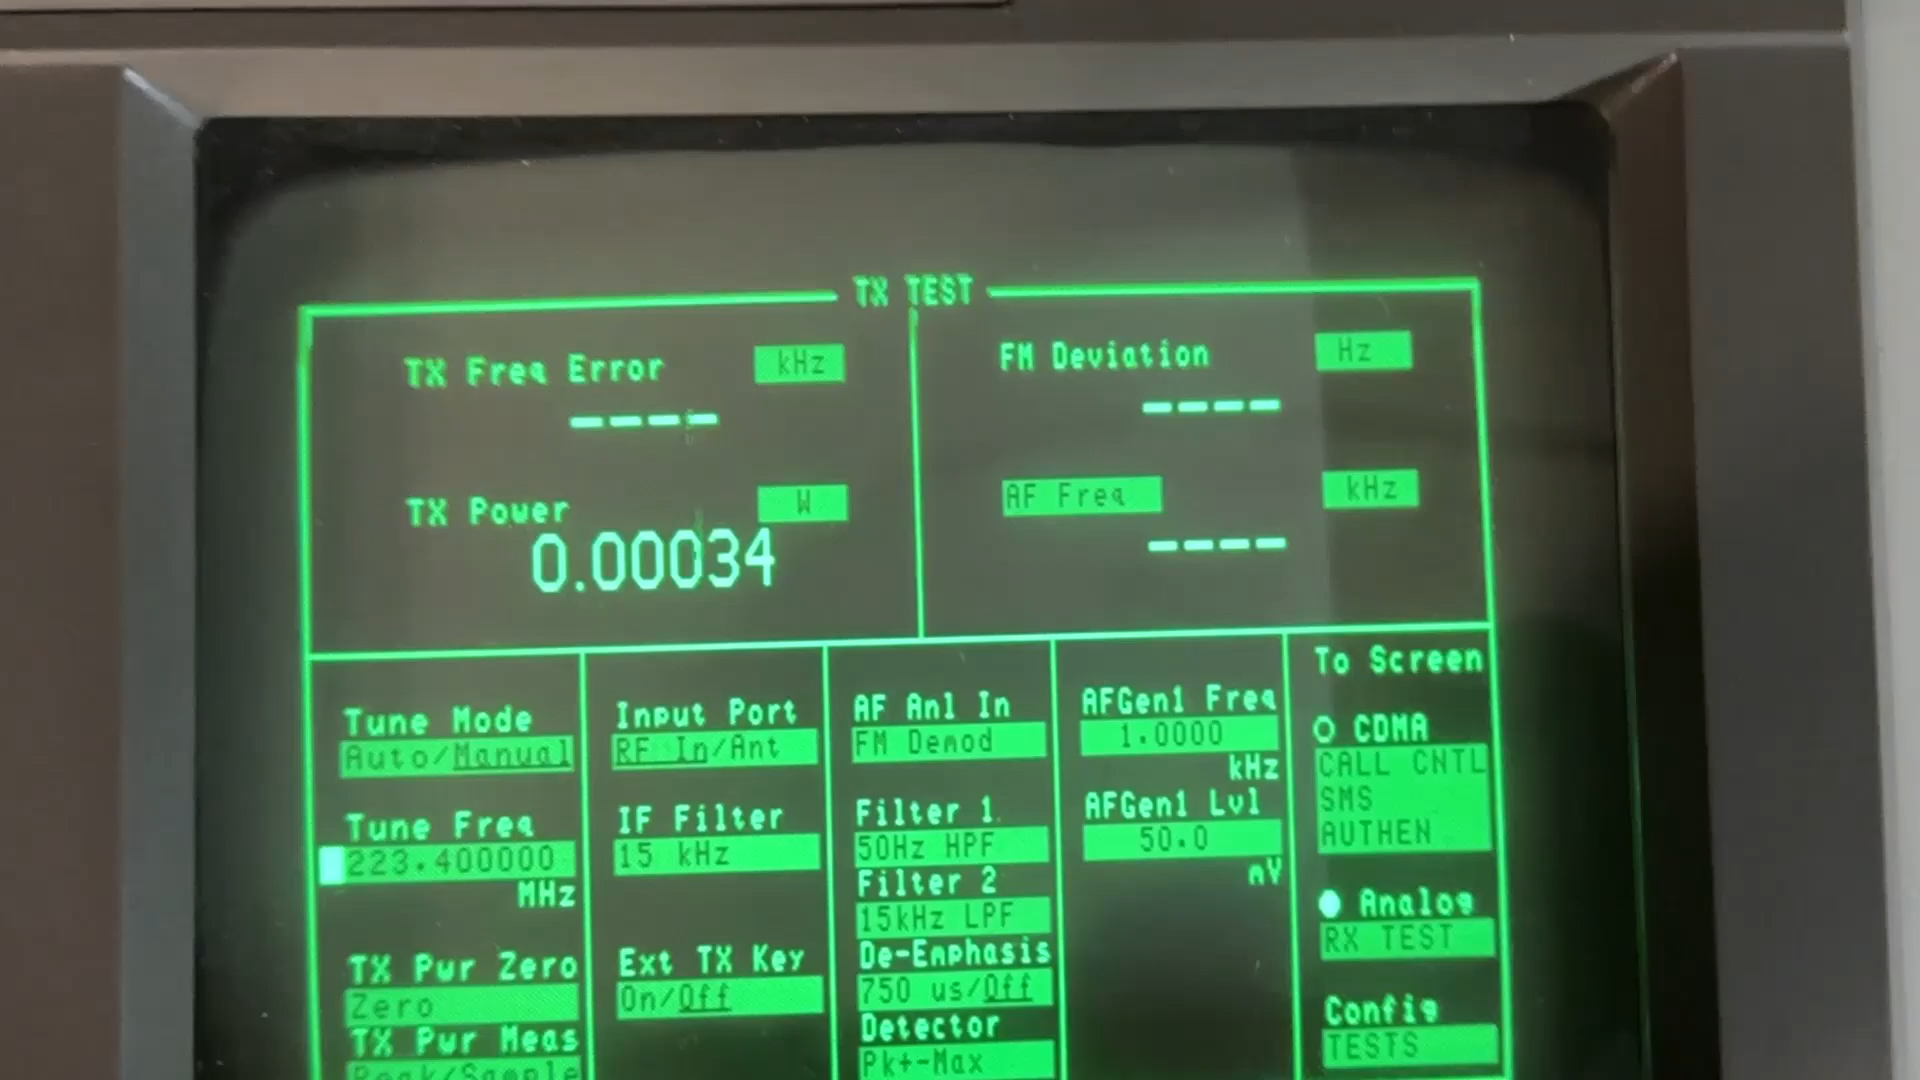 TX TEST
TX Freq Error kHz
----
FM Deviation Hz
----
TX Power W
0.00034
AF Freq kHz
----
Tune Mode
Auto/Manual
Tune Freq
223.400000
MHz
TX Pwr Zero
Zero
TX Pwr Meas
Peak/Sample
Input Port
RF In/Ant
IF Filter
15 kHz
Ext TX Key
On/Off
AF Anl In
FM Demod
Filter 1
50Hz HPF
Filter 2
15kHz LPF
De-Emphasis
750 us/Off
Detector
Pk+-Max
AFGen1 Freq
1.0000
kHz
AFGen1 Lvl
50.0
mV
To Screen
CDMA
CALL CNTL
SMS
AUTHEN
Analog
RX TEST
Config
TESTS